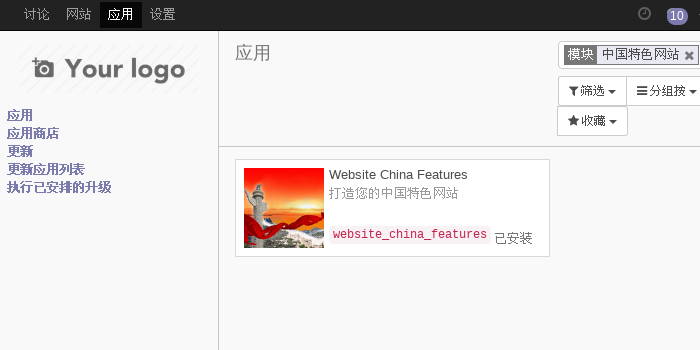 讨论 网站 应用 设置 10
Your logo
应用
应用商店
更新
更新应用列表
执行已安排的升级
应用
模块 中国特色网站
筛选 分组按
收藏
Website China Features
打造您的中国特色网站
website_china_features 已安装